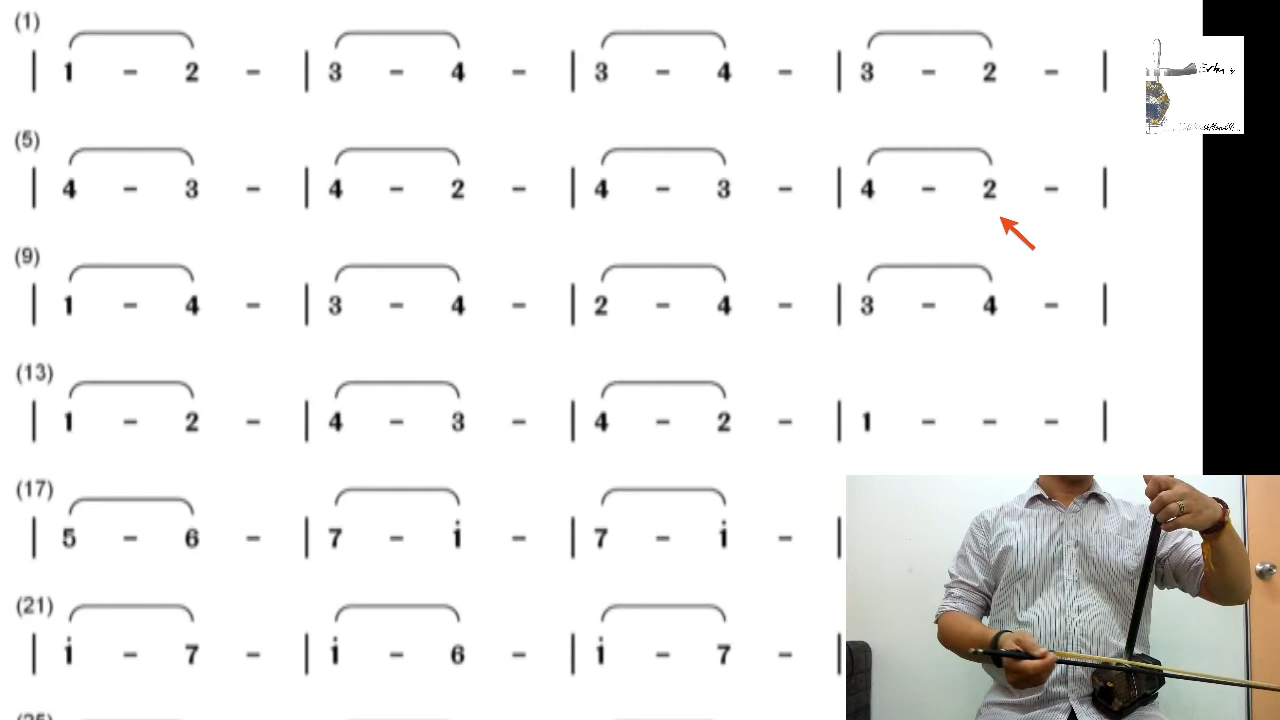 (1)
| 1 – 2 – | 3 – 4 – | 3 – 4 – | 3 – 2 – |
(5)
| 4 – 3 – | 4 – 2 – | 4 – 3 – | 4 – 2 – |
(9)
| 1 – 4 – | 3 – 4 – | 2 – 4 – | 3 – 4 – |
(13)
| 1 – 2 – | 4 – 3 – | 4 – 2 – | 1 – – – |
(17)
| 5 – 6 – | 7 – i – | 7 – i – |
(21)
| i – 7 – | i – 6 – | i – 7 – |